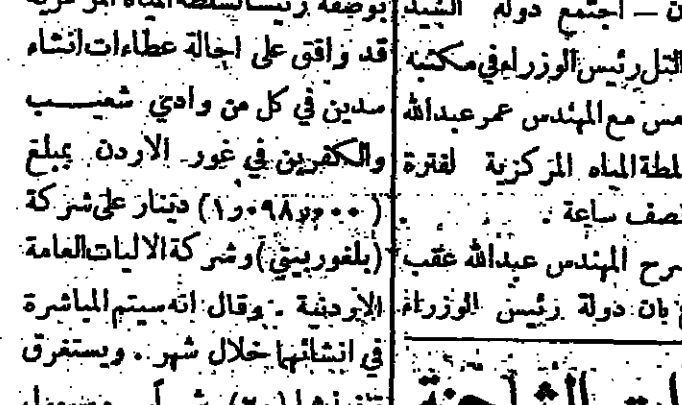 ن — اجتمع دولة السيد
التل رئيس الوزراء في مكتبه
مس مع المهندس عمر عبدالله
لطة المياه المركزية لفترة
نصف ساعة .
رح المهندس عبدالله عقب
بان دولة رئيس الوزراء
بوصفه رئيسا لسلطة المياه المركزية
قد وافق على احالة عطاءات انشاء
سدين في كل من وادي شعيــب
والكفرين في غور الاردن بمبلغ
دينار على شركة
(بلفوربيتي) وشركة الاليات العامة
الاردنية . وقال انه سيتم المباشرة
في انشائها خلال شهر . ويستغرق